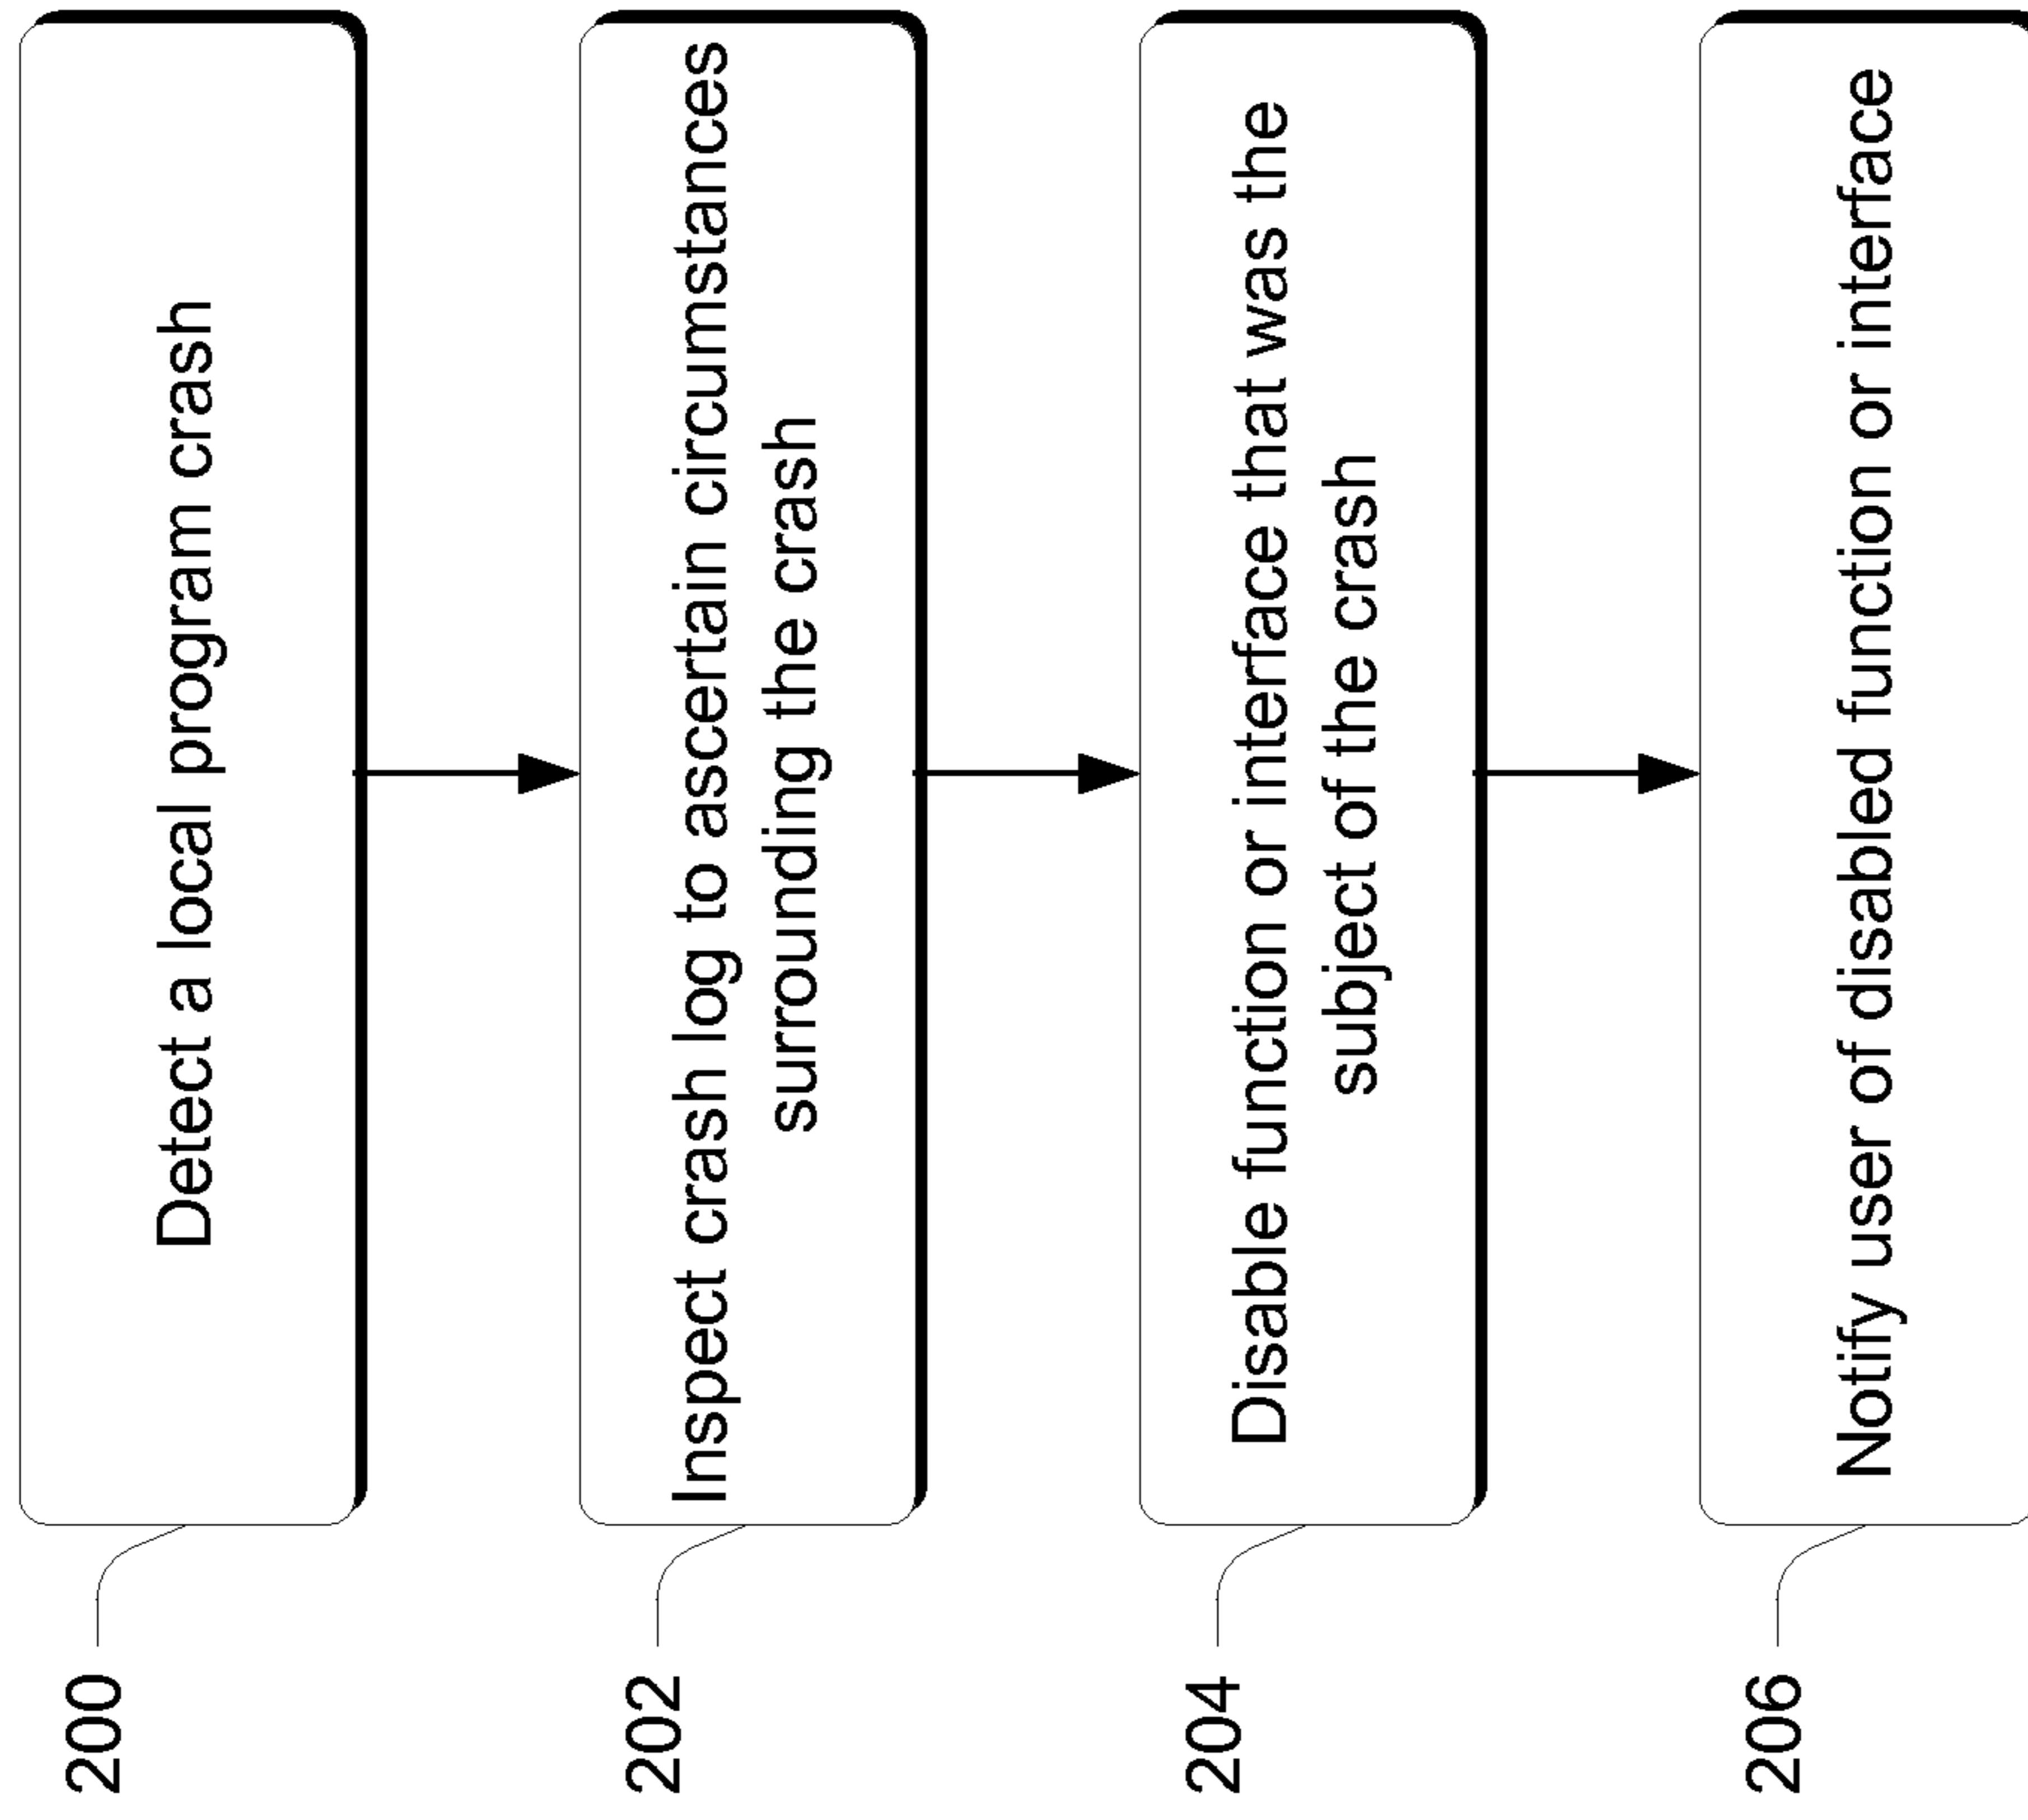 200
Detect a local program crash
202
Inspect crash log to ascertain circumstances
surrounding the crash
204
Disable function or interface that was the
subject of the crash
206
Notify user of disabled function or interface